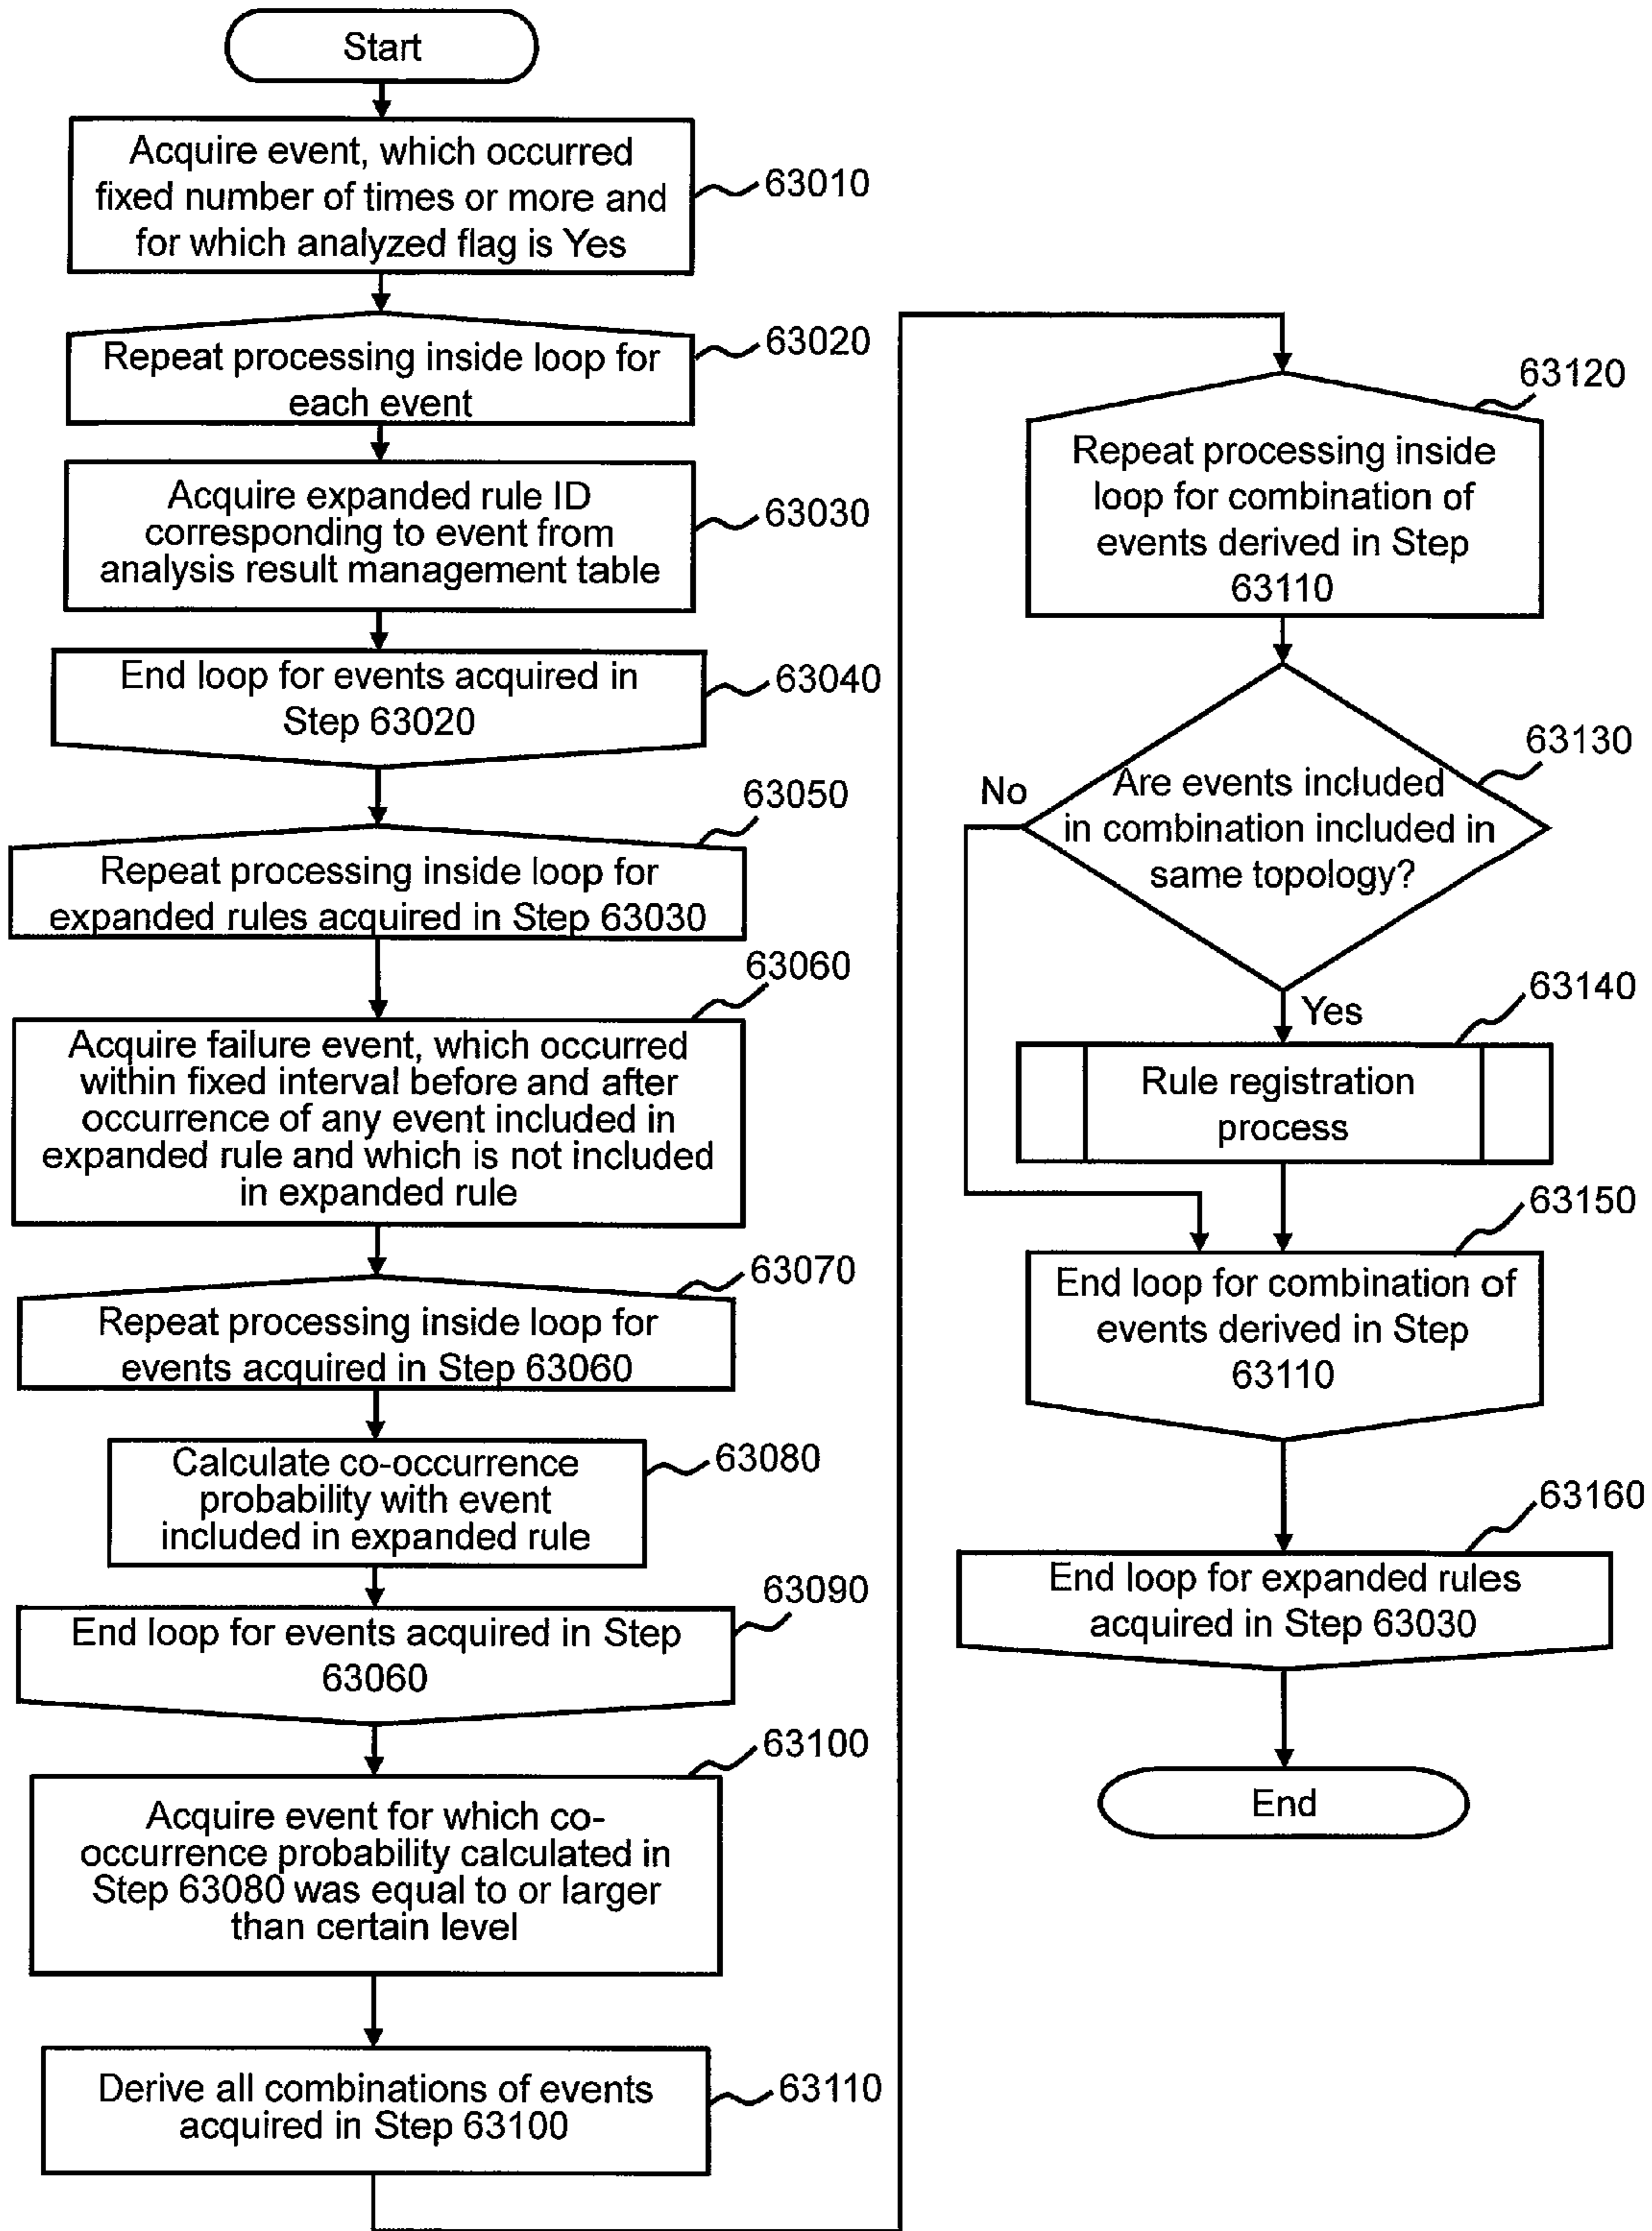 Start
Acquire event, which occurred
fixed number of times or more and
for which analyzed flag is Yes
63010
Repeat processing inside loop for
each event
63020
Acquire expanded rule ID
corresponding to event from
analysis result management table
63030
End loop for events acquired in
Step 63020
63040
63050
Repeat processing inside loop for
expanded rules acquired in Step 63030
63060
Acquire failure event, which occurred
within fixed interval before and after
occurrence of any event included in
expanded rule and which is not included
in expanded rule
63070
Repeat processing inside loop for
events acquired in Step 63060
Calculate co-occurrence
probability with event
included in expanded rule
63080
63090
End loop for events acquired in Step
63060
63100
Acquire event for which co-
occurrence probability calculated in
Step 63080 was equal to or larger
than certain level
Derive all combinations of events
acquired in Step 63100
63110
63120
Repeat processing inside
loop for combination of
events derived in Step
63110
63130
No
Are events included
in combination included in
same topology?
Yes
63140
Rule registration
process
63150
End loop for combination of
events derived in Step
63110
63160
End loop for expanded rules
acquired in Step 63030
End